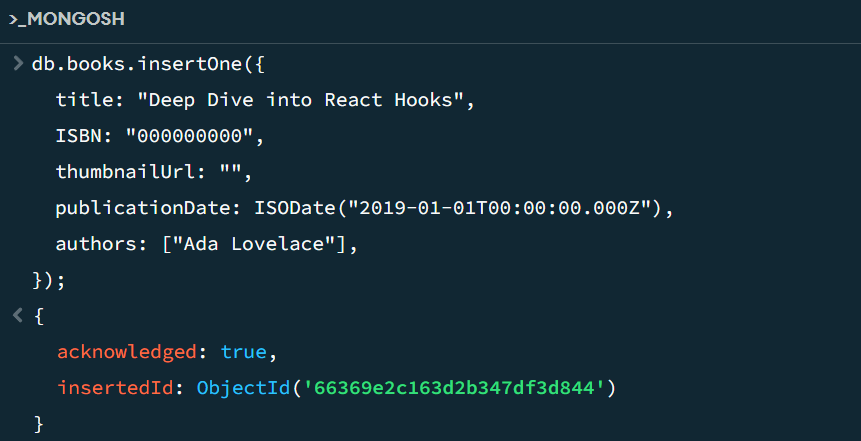 >_MONGOSH
> db.books.insertOne({
title: "Deep Dive into React Hooks",
ISBN: "000000000",
thumbnailUrl: "",
publicationDate: ISODate("2019-01-01T00:00:00.000Z"),
authors: ["Ada Lovelace"],
});
< {
acknowledged: true,
insertedId: ObjectId('66369e2c163d2b347df3d844')
}